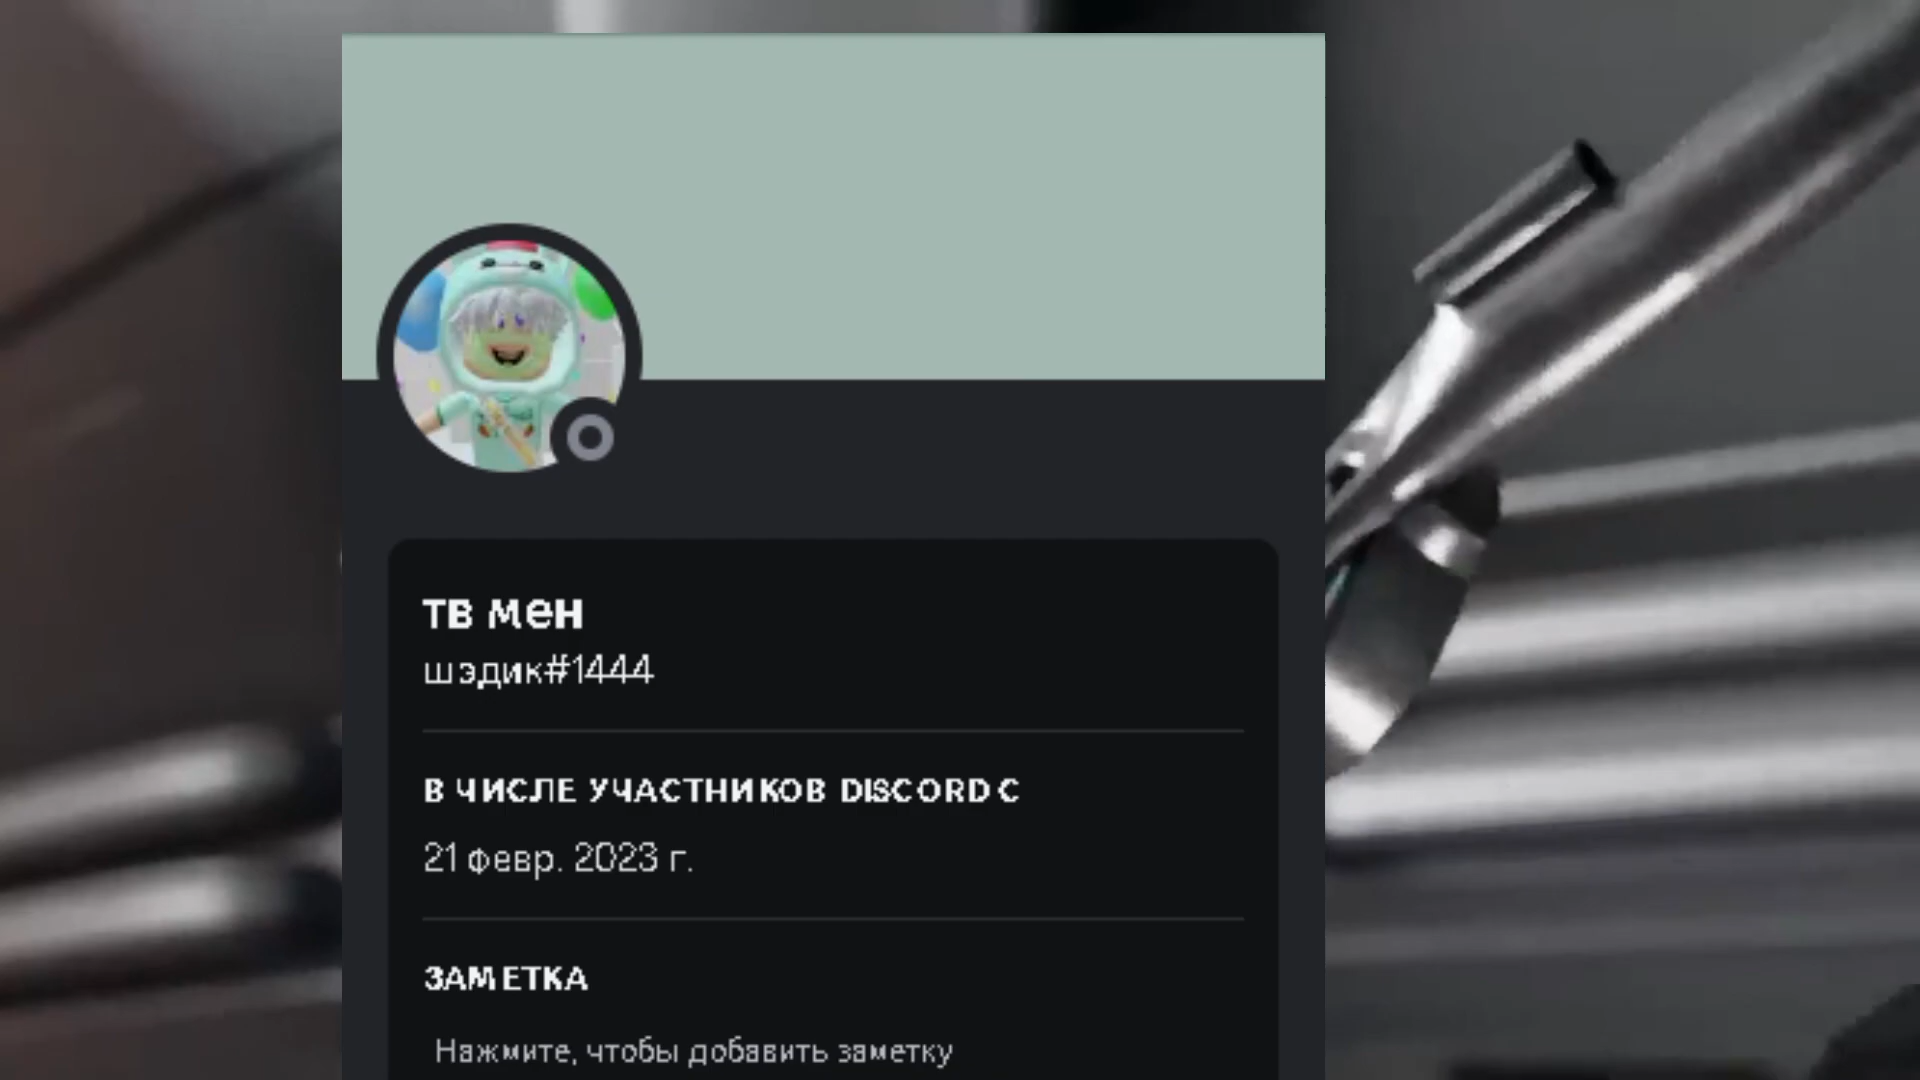 тв мен
шэдик#1444
В ЧИСЛЕ УЧАСТНИКОВ DISCORD С
21 февр. 2023 г.
ЗАМЕТКА
Нажмите, чтобы добавить заметку